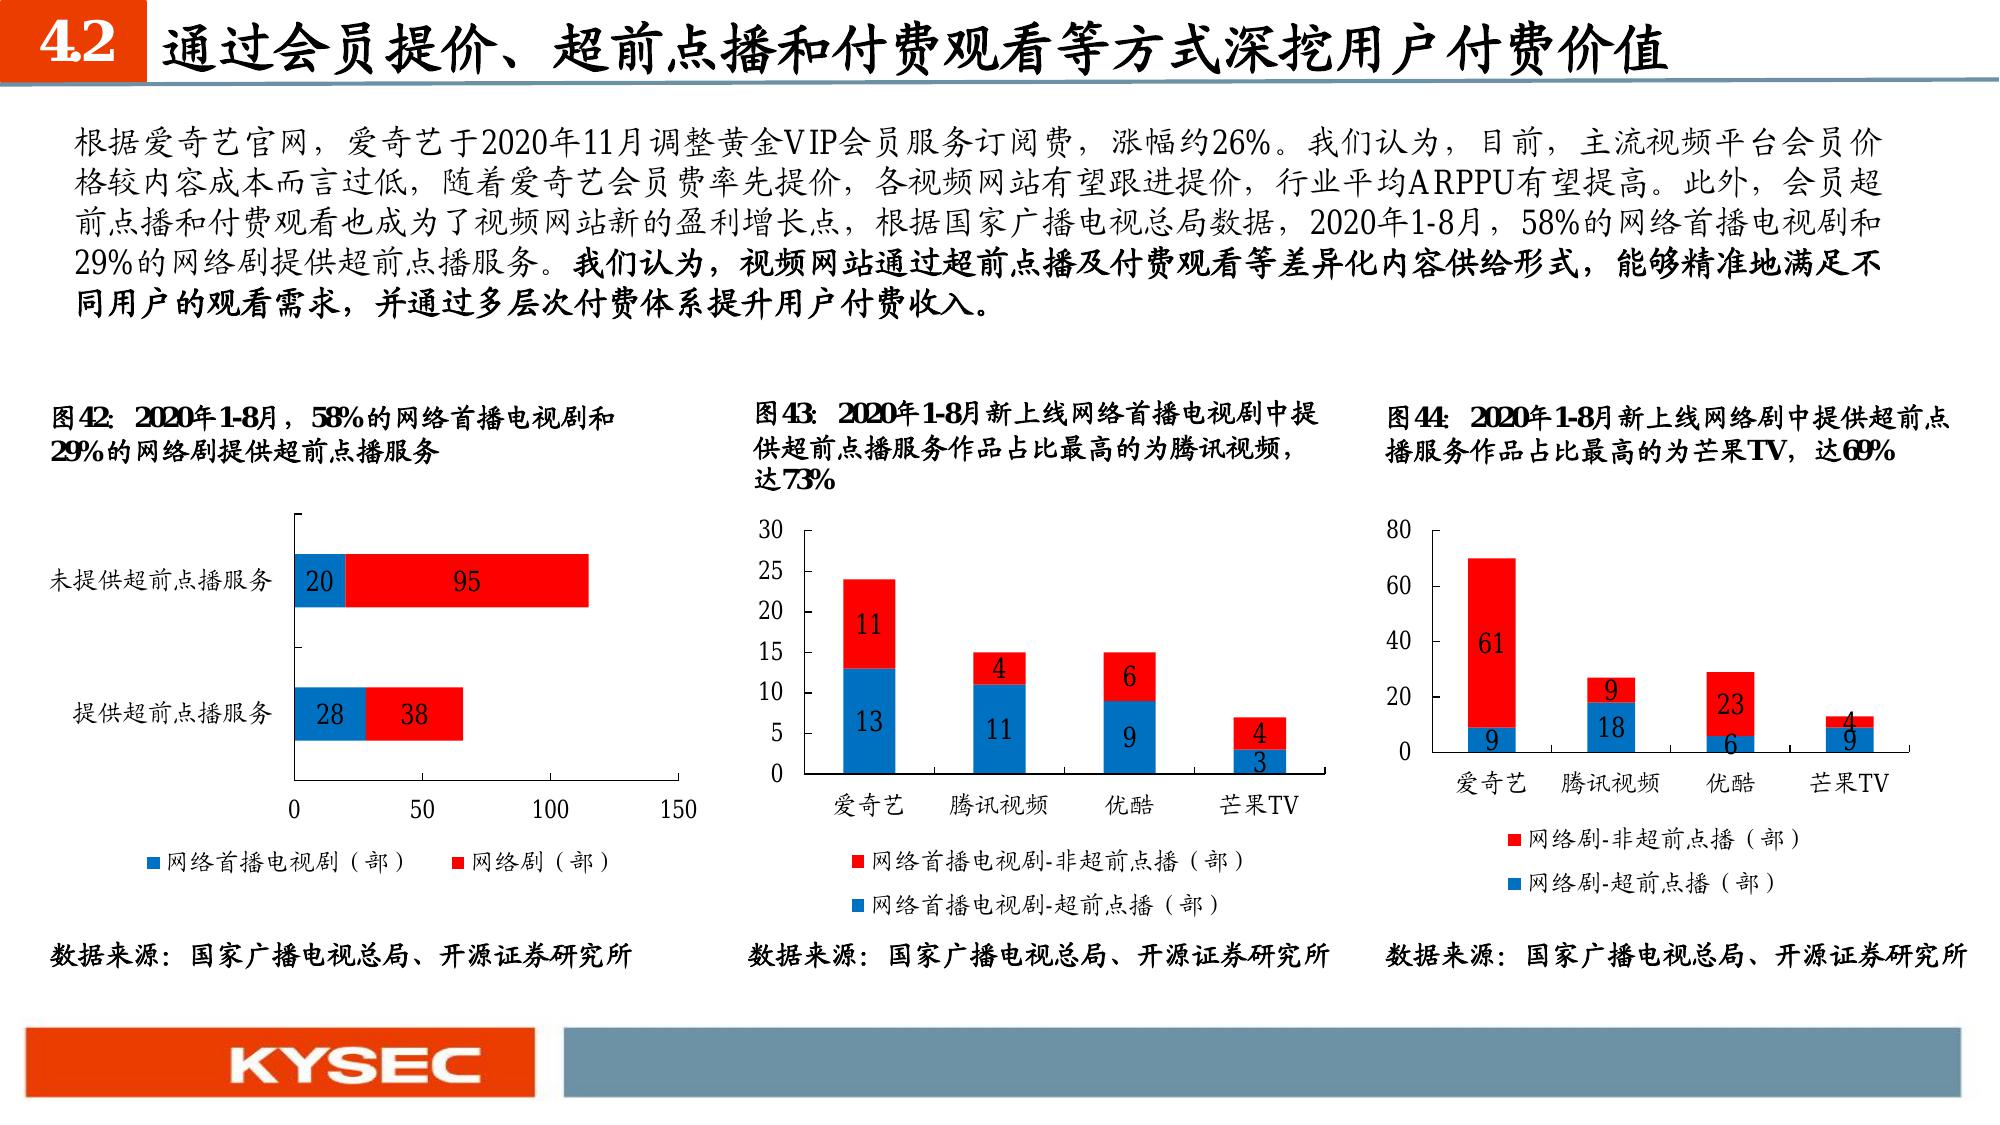 4.2 通过会员提价、超前点播和付费观看等方式深挖用户付费价值
根据爱奇艺官网，爱奇艺于2020年11月调整黄金VIP会员服务订阅费，涨幅约26%。我们认为，目前，主流视频平台会员价
格较内容成本而言过低，随着爱奇艺会员费率先提价，各视频网站有望跟进提价，行业平均ARPPU有望提高。此外，会员超
前点播和付费观看也成为了视频网站新的盈利增长点，根据国家广播电视总局数据，2020年1-8月，58%的网络首播电视剧和
29%的网络剧提供超前点播服务。我们认为，视频网站通过超前点播及付费观看等差异化内容供给形式，能够精准地满足不
同用户的观看需求，并通过多层次付费体系提升用户付费收入。
图42：2020年1-8月，58%的网络首播电视剧和
29%的网络剧提供超前点播服务
未提供超前点播服务
20 95
提供超前点播服务
28 38
0 50 100 150
网络首播电视剧（部） 网络剧（部）
数据来源：国家广播电视总局、开源证券研究所
图43：2020年1-8月新上线网络首播电视剧中提
供超前点播服务作品占比最高的为腾讯视频，
达73%
30
25
20
15
10
5
0
11 4 6 4
13 11 9 3
爱奇艺 腾讯视频 优酷 芒果TV
网络首播电视剧-非超前点播（部）
网络首播电视剧-超前点播（部）
数据来源：国家广播电视总局、开源证券研究所
图44：2020年1-8月新上线网络剧中提供超前点
播服务作品占比最高的为芒果TV，达69%
80
60
40
20
0
61 9 23 4
9 18 6 9
爱奇艺 腾讯视频 优酷 芒果TV
网络剧-非超前点播（部）
网络剧-超前点播（部）
数据来源：国家广播电视总局、开源证券研究所
KYSEC